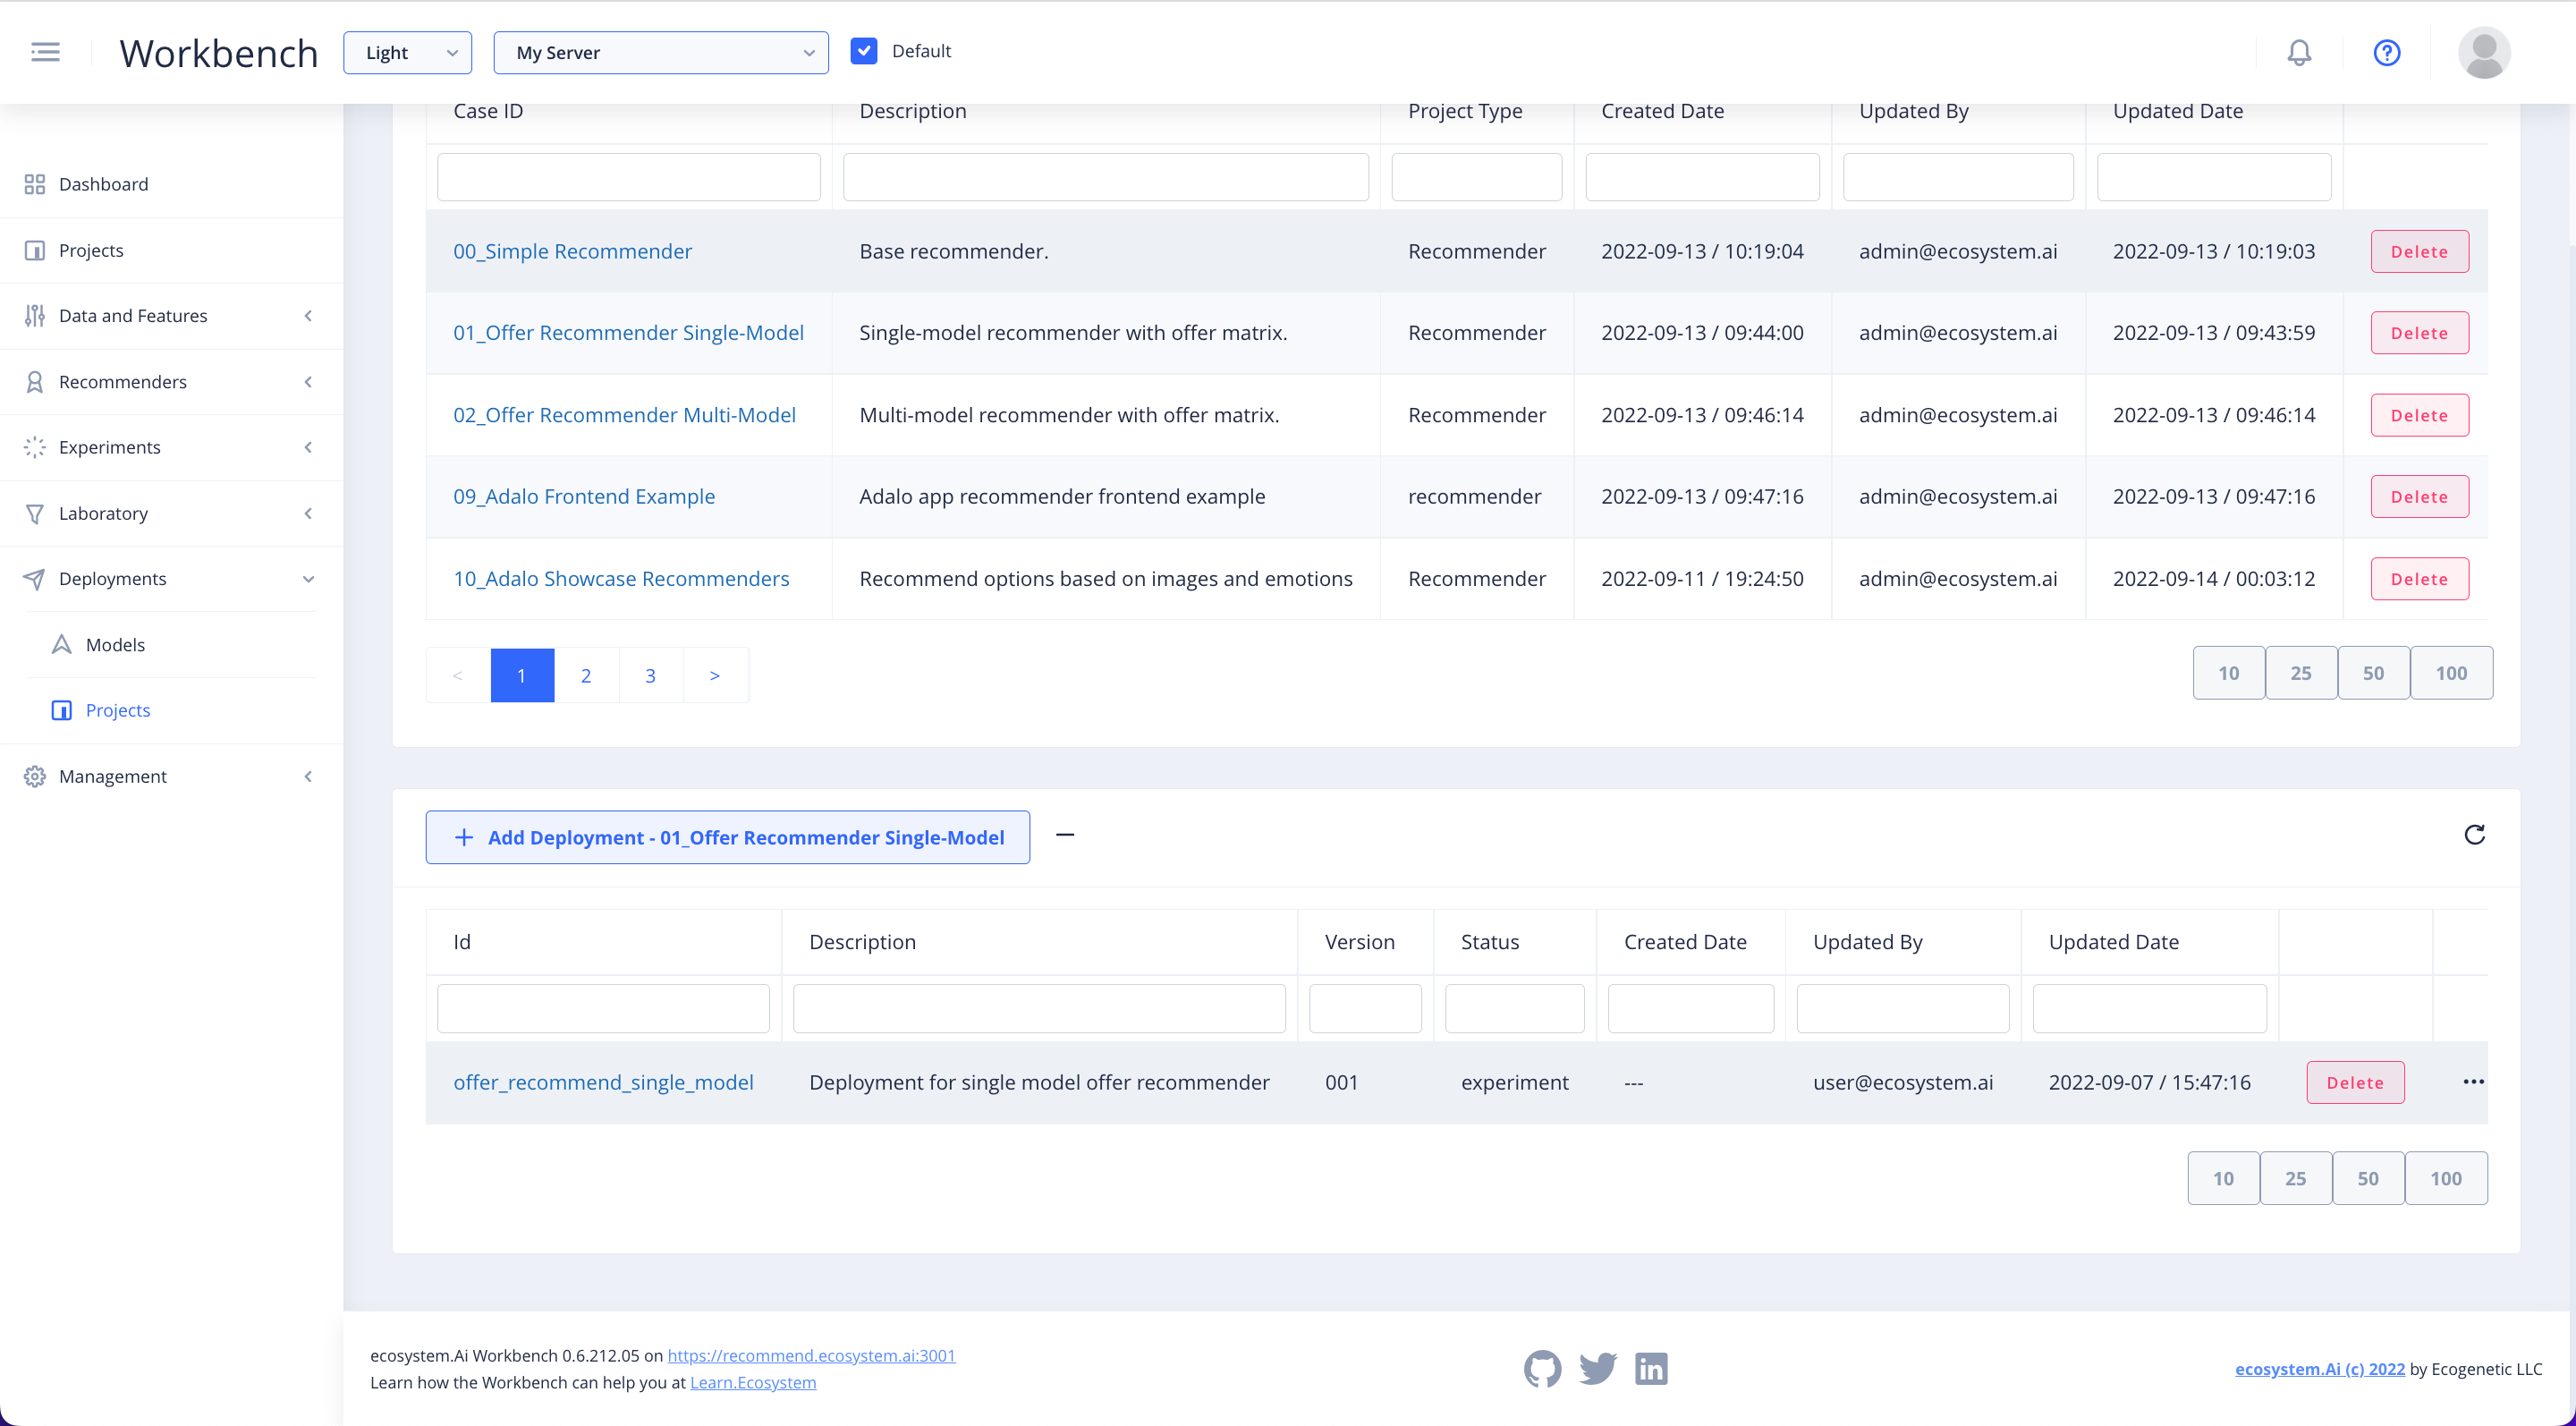 Workbench Light My Server Default
Case ID Description Project Type Created Date Updated By Updated Date
Dashboard
Projects
Data and Features
Recommenders
Experiments
Laboratory
Deployments
Models
Projects
Management
00_Simple Recommender Base recommender. Recommender 2022-09-13 / 10:19:04 admin@ecosystem.ai 2022-09-13 / 10:19:03 Delete
01_Offer Recommender Single-Model Single-model recommender with offer matrix. Recommender 2022-09-13 / 09:44:00 admin@ecosystem.ai 2022-09-13 / 09:43:59 Delete
02_Offer Recommender Multi-Model Multi-model recommender with offer matrix. Recommender 2022-09-13 / 09:46:14 admin@ecosystem.ai 2022-09-13 / 09:46:14 Delete
09_Adalo Frontend Example Adalo app recommender frontend example recommender 2022-09-13 / 09:47:16 admin@ecosystem.ai 2022-09-13 / 09:47:16 Delete
10_Adalo Showcase Recommenders Recommend options based on images and emotions Recommender 2022-09-11 / 19:24:50 admin@ecosystem.ai 2022-09-14 / 00:03:12 Delete
< 1 2 3 > 10 25 50 100
+ Add Deployment - 01_Offer Recommender Single-Model
Id Description Version Status Created Date Updated By Updated Date
offer_recommend_single_model Deployment for single model offer recommender 001 experiment --- user@ecosystem.ai 2022-09-07 / 15:47:16 Delete ...
10 25 50 100
ecosystem.Ai Workbench 0.6.212.05 on https://recommend.ecosystem.ai:3001
Learn how the Workbench can help you at Learn.Ecosystem
ecosystem.Ai (c) 2022 by Ecogenetic LLC